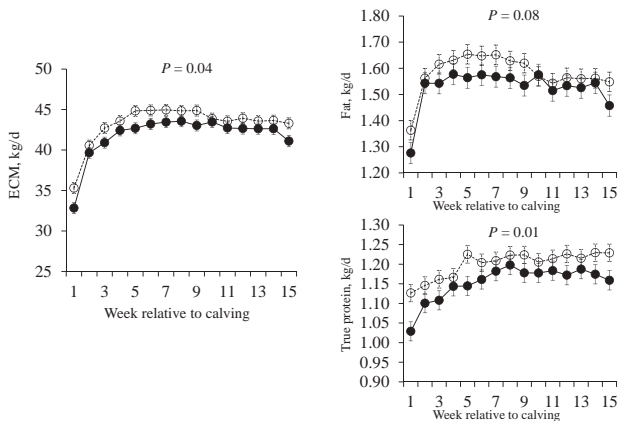 P = 0.04
50
45
40
35
30
25
ECM, kg/d
1 3 5 7 9 11 13 15
Week relative to calving
P = 0.08
1.80
1.70
1.60
1.50
1.40
1.30
1.20
Fat, kg/d
1 3 5 7 9 11 13 15
Week relative to calving
P = 0.01
1.30
1.25
1.20
1.15
1.10
1.05
1.00
0.95
0.90
True protein, kg/d
1 3 5 7 9 11 13 15
Week relative to calving